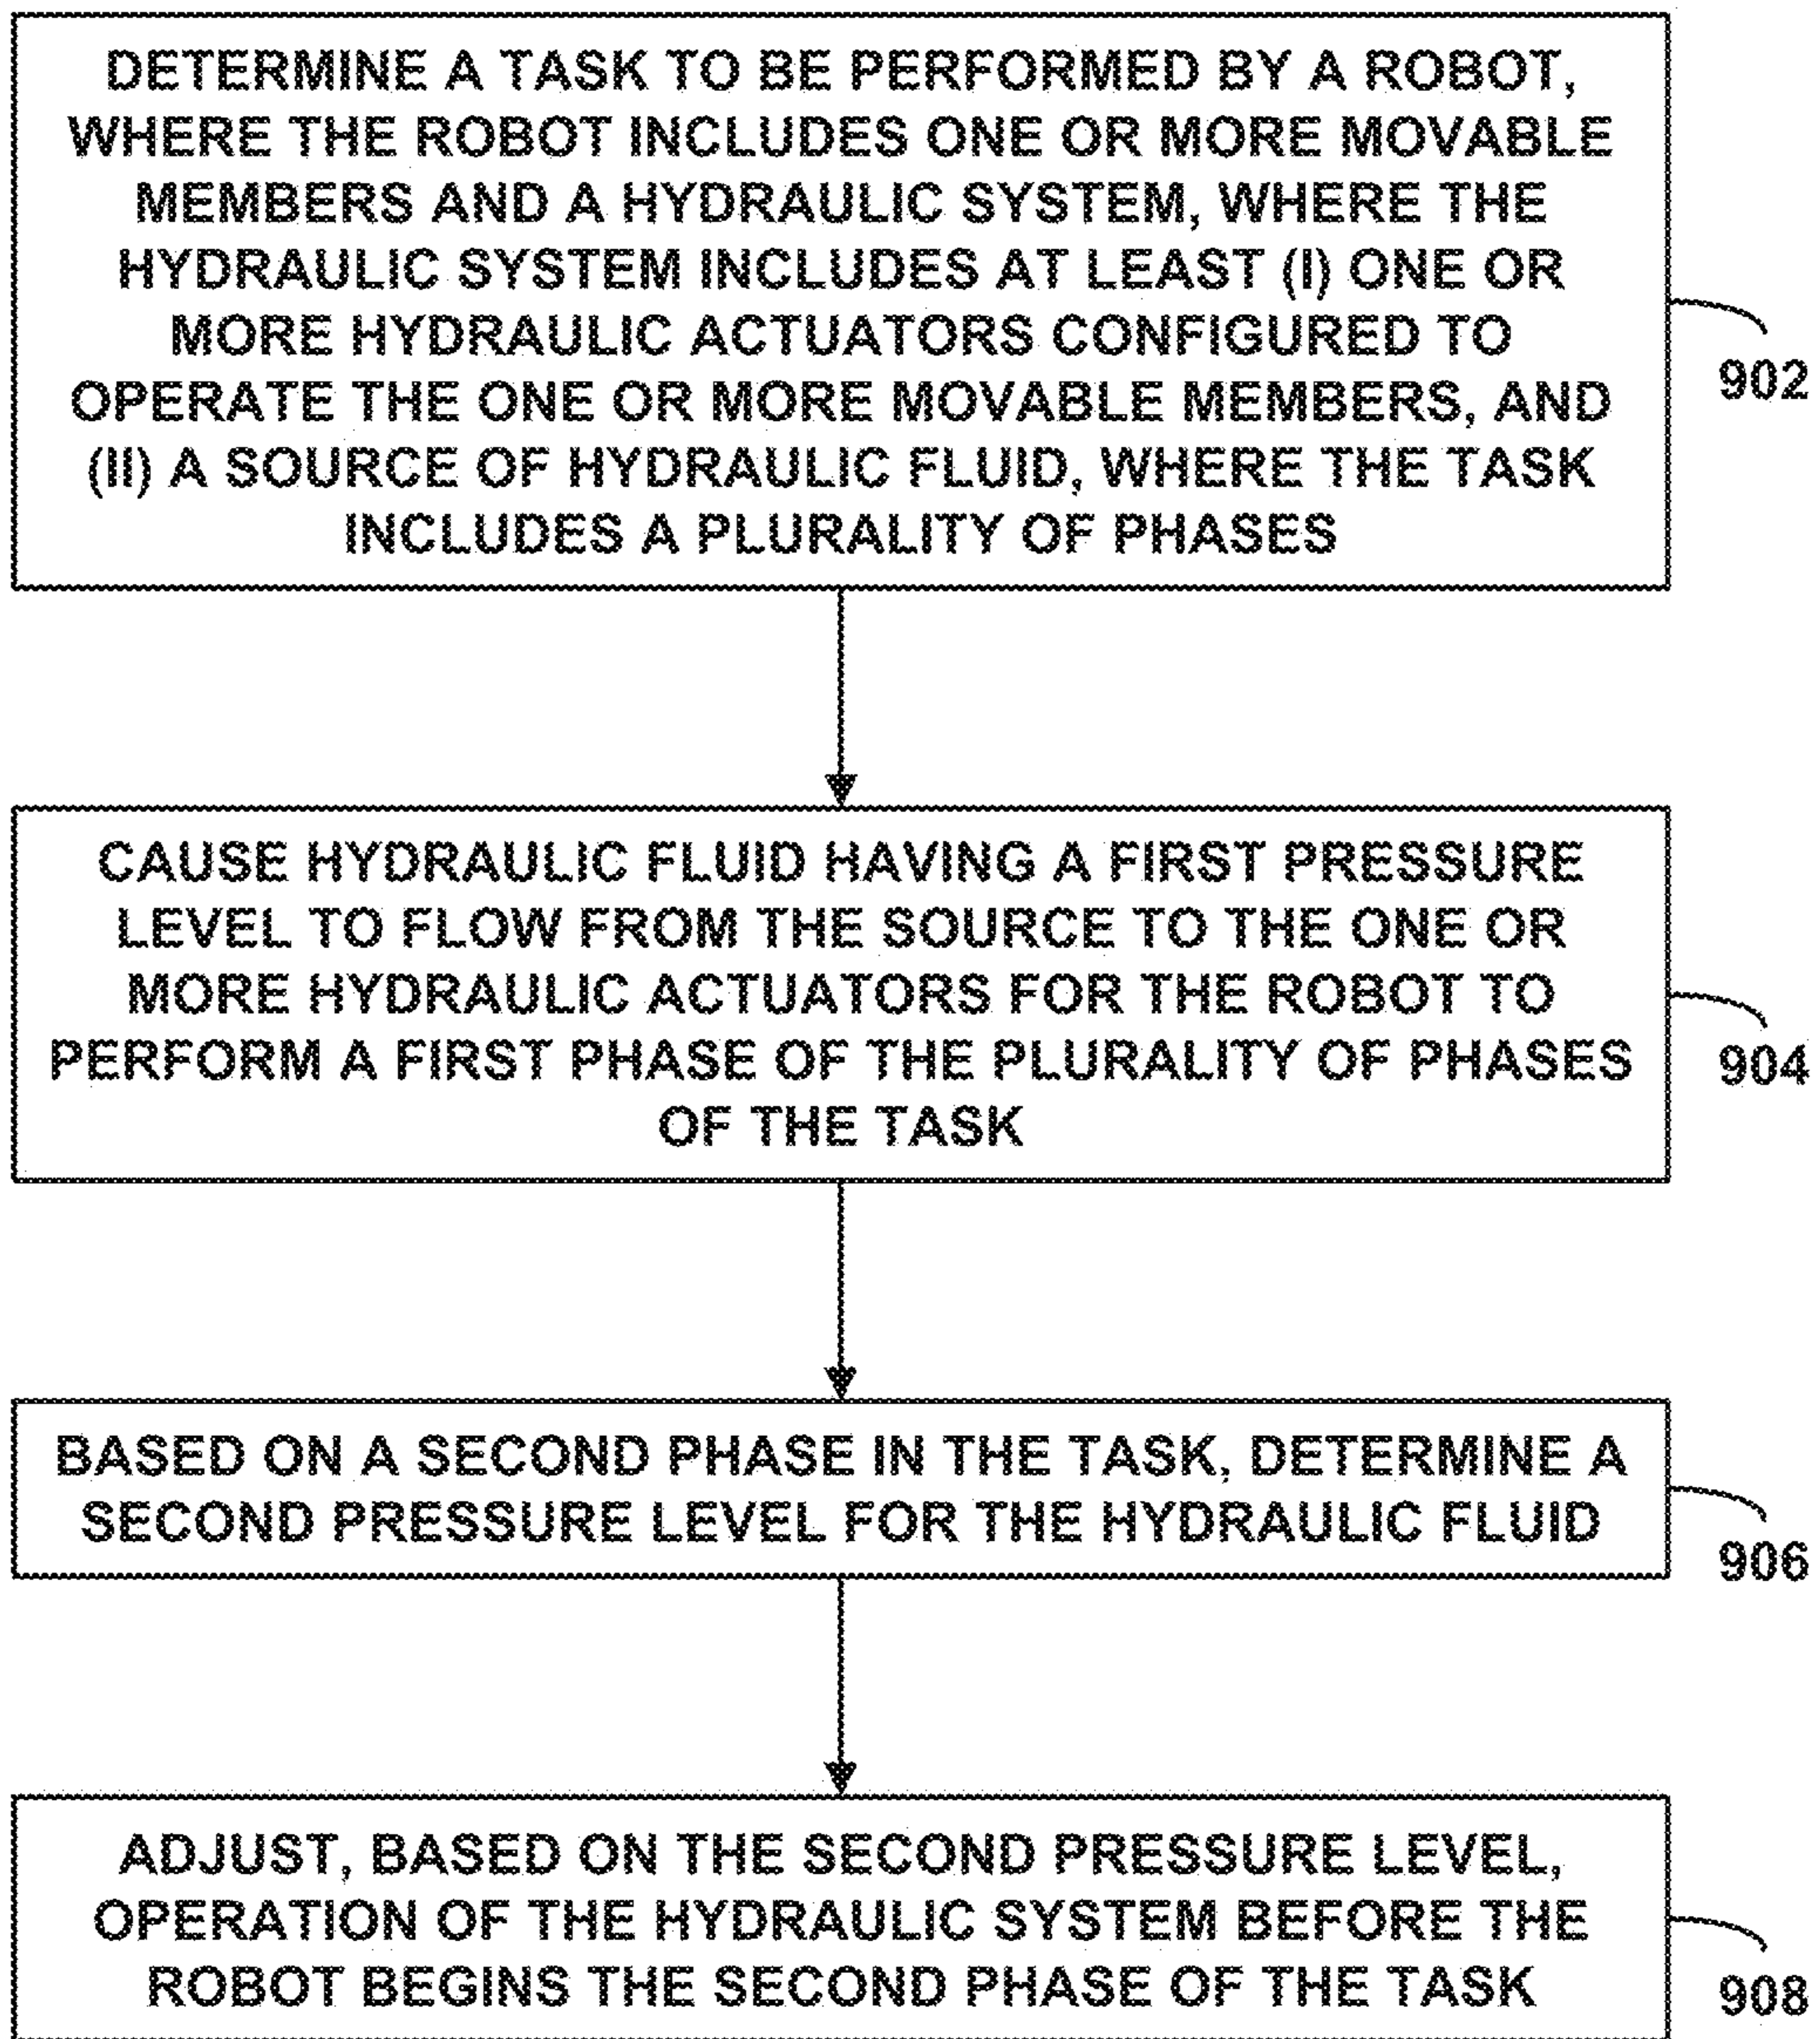 DETERMINE A TASK TO BE PERFORMED BY A ROBOT,
WHERE THE ROBOT INCLUDES ONE OR MORE MOVABLE
MEMBERS AND A HYDRAULIC SYSTEM, WHERE THE
HYDRAULIC SYSTEM INCLUDES AT LEAST (I) ONE OR
MORE HYDRAULIC ACTUATORS CONFIGURED TO
OPERATE THE ONE OR MORE MOVABLE MEMBERS, AND
(II) A SOURCE OF HYDRAULIC FLUID, WHERE THE TASK
INCLUDES A PLURALITY OF PHASES
902
CAUSE HYDRAULIC FLUID HAVING A FIRST PRESSURE
LEVEL TO FLOW FROM THE SOURCE TO THE ONE OR
MORE HYDRAULIC ACTUATORS FOR THE ROBOT TO
PERFORM A FIRST PHASE OF THE PLURALITY OF PHASES
OF THE TASK
904
BASED ON A SECOND PHASE IN THE TASK, DETERMINE A
SECOND PRESSURE LEVEL FOR THE HYDRAULIC FLUID
906
ADJUST, BASED ON THE SECOND PRESSURE LEVEL,
OPERATION OF THE HYDRAULIC SYSTEM BEFORE THE
ROBOT BEGINS THE SECOND PHASE OF THE TASK
908